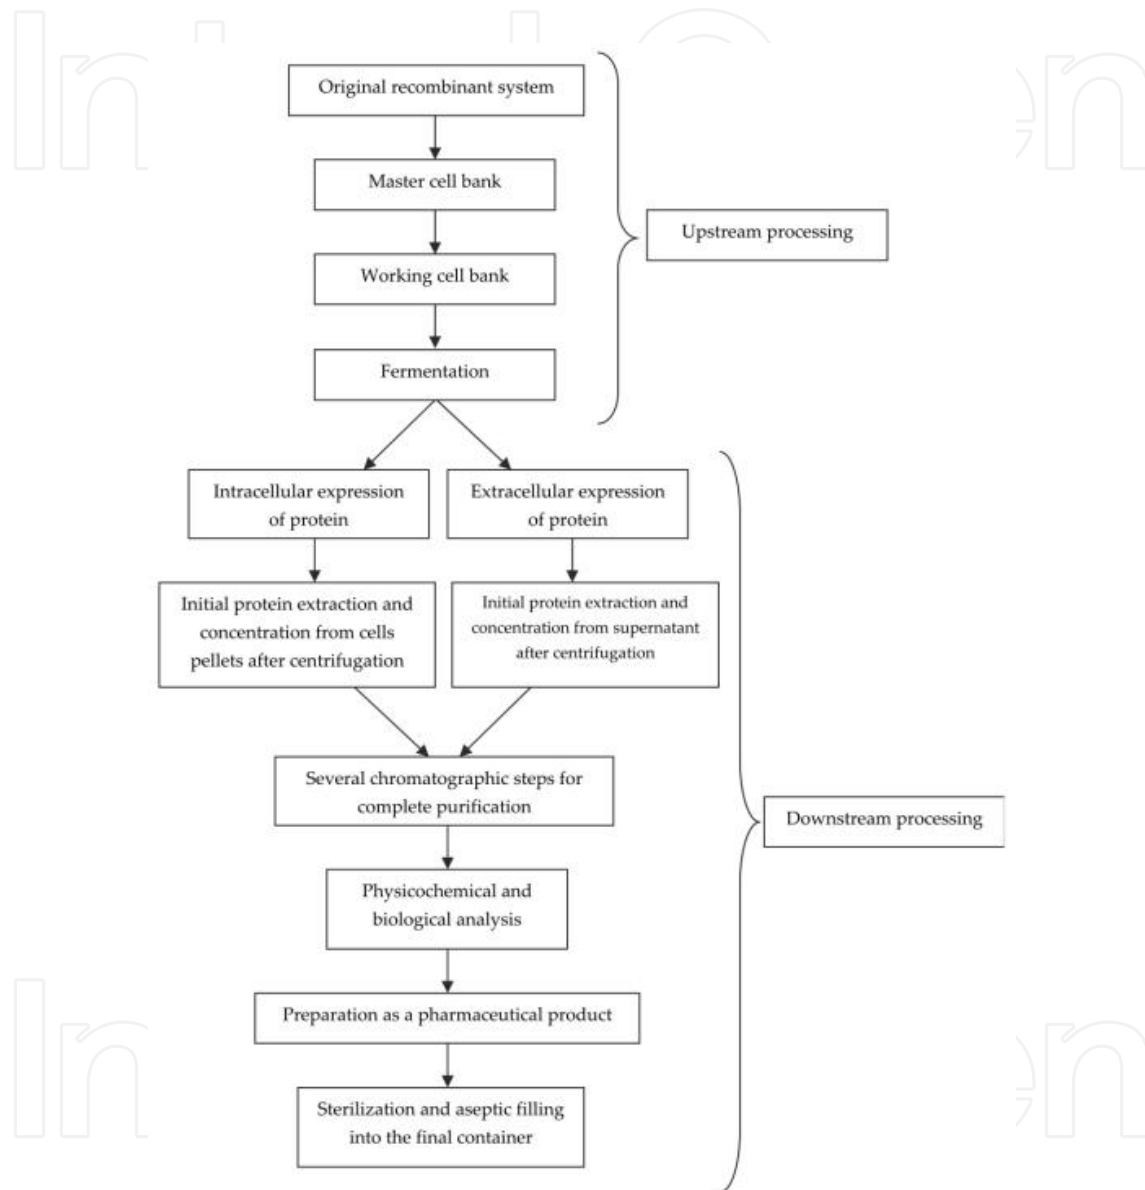 Original recombinant system
Master cell bank
Upstream processing
Working cell bank
Fermentation
Intracellular expression
of protein
Extracellular expression
of protein
Initial protein extraction and
concentration from cells
pellets after centrifugation
Initial protein extraction and
concentration from supernatant
after centrifugation
Several chromatographic steps for
complete purification
Downstream processing
Physicochemical and
biological analysis
Preparation as a pharmaceutical product
Sterilization and aseptic filling
into the final container